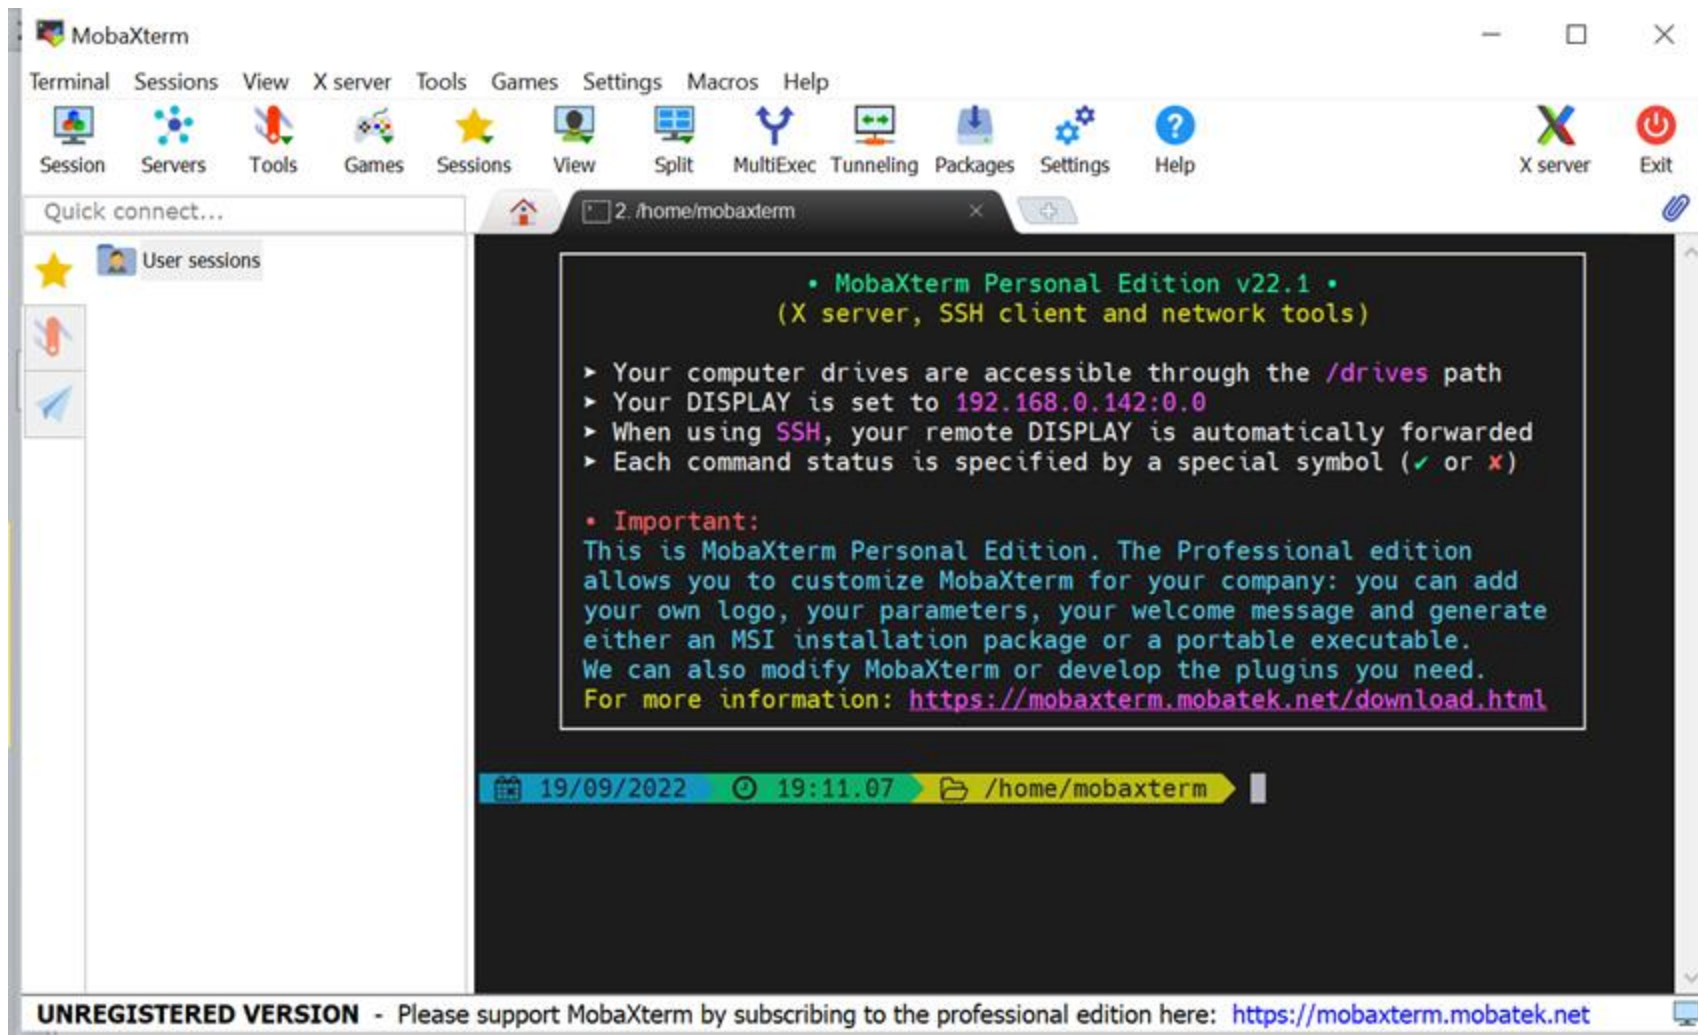 MobaXterm
Terminal Sessions View X server Tools Games Settings Macros Help
Session Servers Tools Games Sessions View Split MultiExec Tunneling Packages Settings Help X server Exit
Quick connect...
2. /home/mobaxterm
User sessions
• MobaXterm Personal Edition v22.1 •
(X server, SSH client and network tools)
➤ Your computer drives are accessible through the /drives path
➤ Your DISPLAY is set to 192.168.0.142:0.0
➤ When using SSH, your remote DISPLAY is automatically forwarded
➤ Each command status is specified by a special symbol (✓ or ✗)
• Important:
This is MobaXterm Personal Edition. The Professional edition
allows you to customize MobaXterm for your company: you can add
your own logo, your parameters, your welcome message and generate
either an MSI installation package or a portable executable.
We can also modify MobaXterm or develop the plugins you need.
For more information: https://mobaxterm.mobatek.net/download.html
19/09/2022 19:11.07 /home/mobaxterm
UNREGISTERED VERSION - Please support MobaXterm by subscribing to the professional edition here: https://mobaxterm.mobatek.net